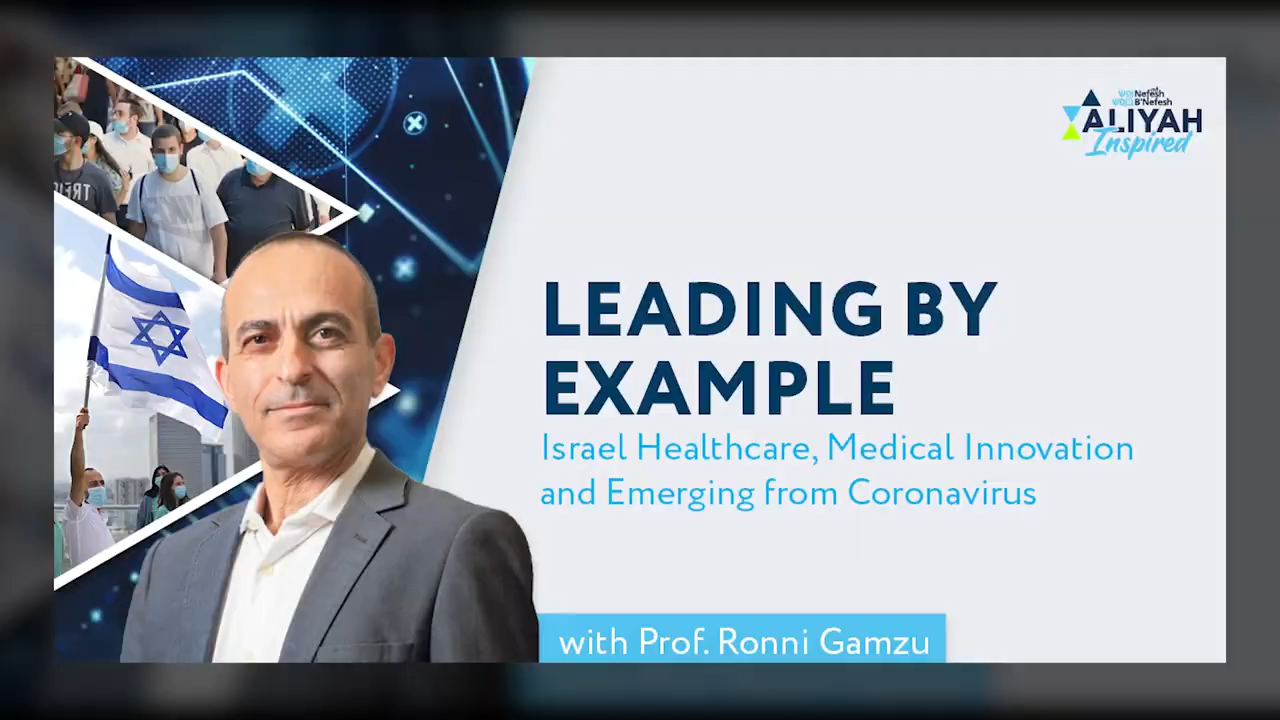 Nefesh
B'Nefesh
ALIYAH
Inspired
LEADING BY
EXAMPLE
Israel Healthcare, Medical Innovation
and Emerging from Coronavirus
with Prof. Ronni Gamzu